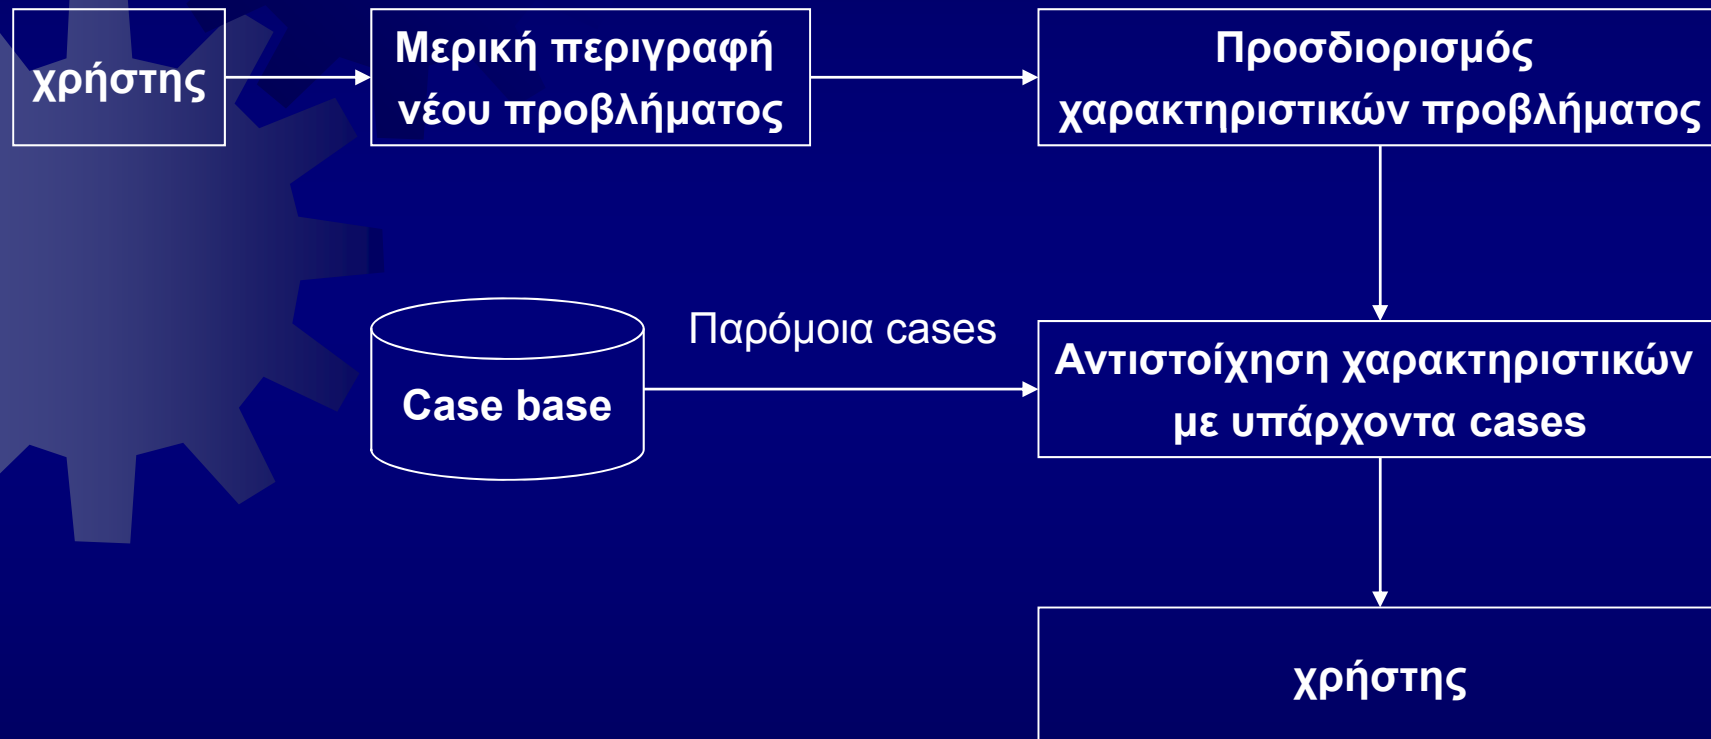 χρήστης
Μερική περιγραφή
νέου προβλήματος
Προσδιορισμός
χαρακτηριστικών προβλήματος
Παρόμοια cases
Case base
Αντιστοίχηση χαρακτηριστικών
με υπάρχοντα cases
χρήστης